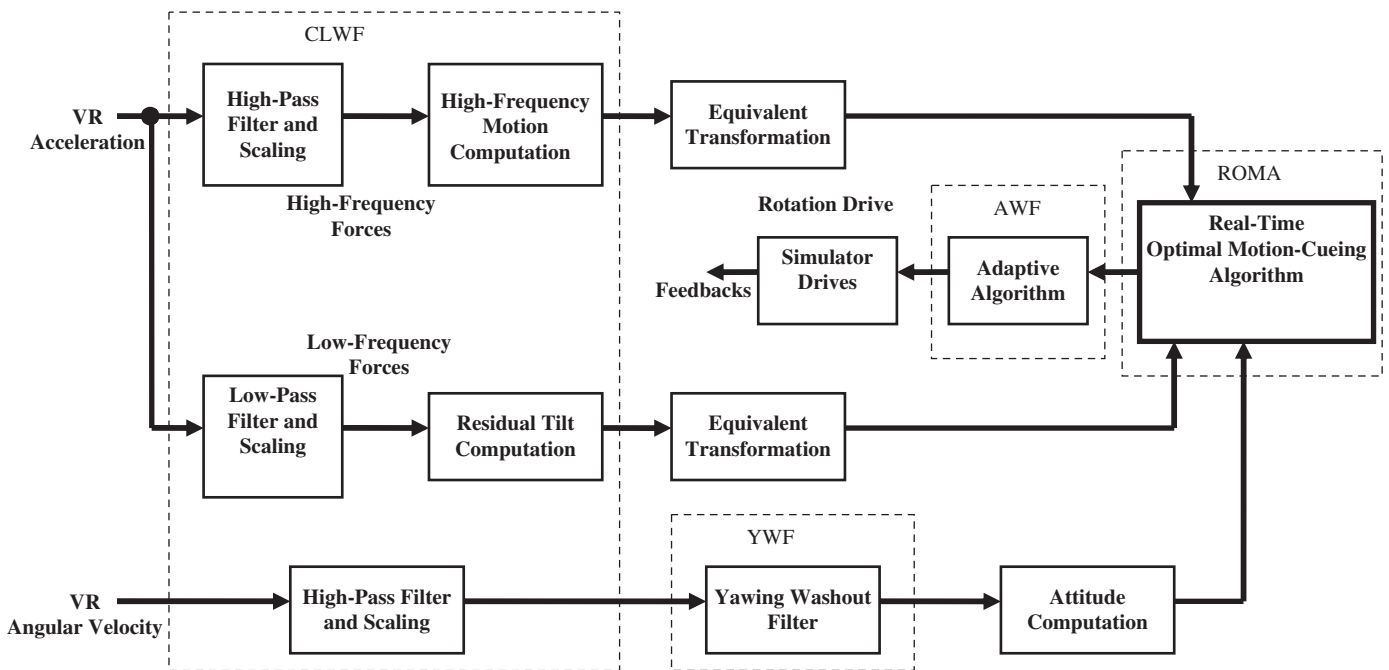 CLWF
VR
Acceleration
High-Pass
Filter and
Scaling
High-Frequency
Motion
Computation
Equivalent
Transformation
High-Frequency
Forces
ROMA
Real-Time
Optimal Motion-Cueing
Algorithm
AWF
Adaptive
Algorithm
Rotation Drive
Simulator
Drives
Feedbacks
Low-Frequency
Forces
Low-Pass
Filter and
Scaling
Residual Tilt
Computation
Equivalent
Transformation
YWF
VR
Angular Velocity
High-Pass Filter
and Scaling
Yawing Washout
Filter
Attitude
Computation